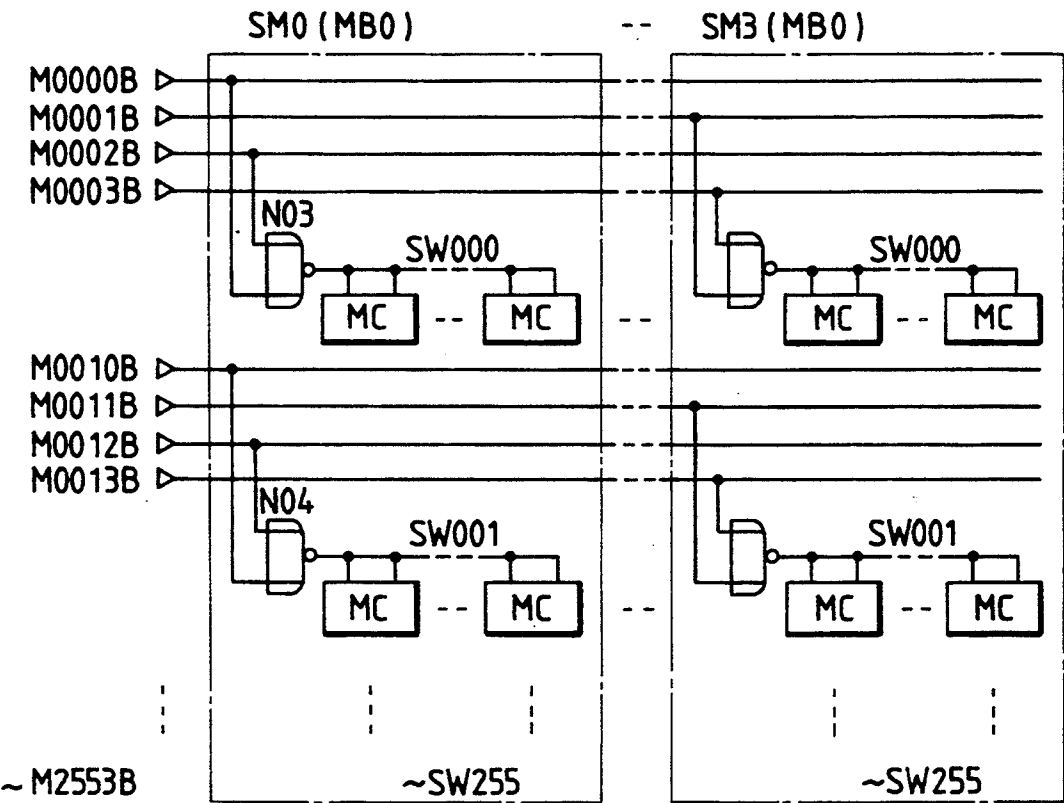 SM0 (MB0) -- SM3 (MB0)
M0000B
M0001B
M0002B
M0003B
N03
SW000 SW000
MC -- MC -- MC -- MC
M0010B
M0011B
M0012B
M0013B
N04
SW001 SW001
MC -- MC -- MC -- MC
~ M2553B ~SW255 ~SW255